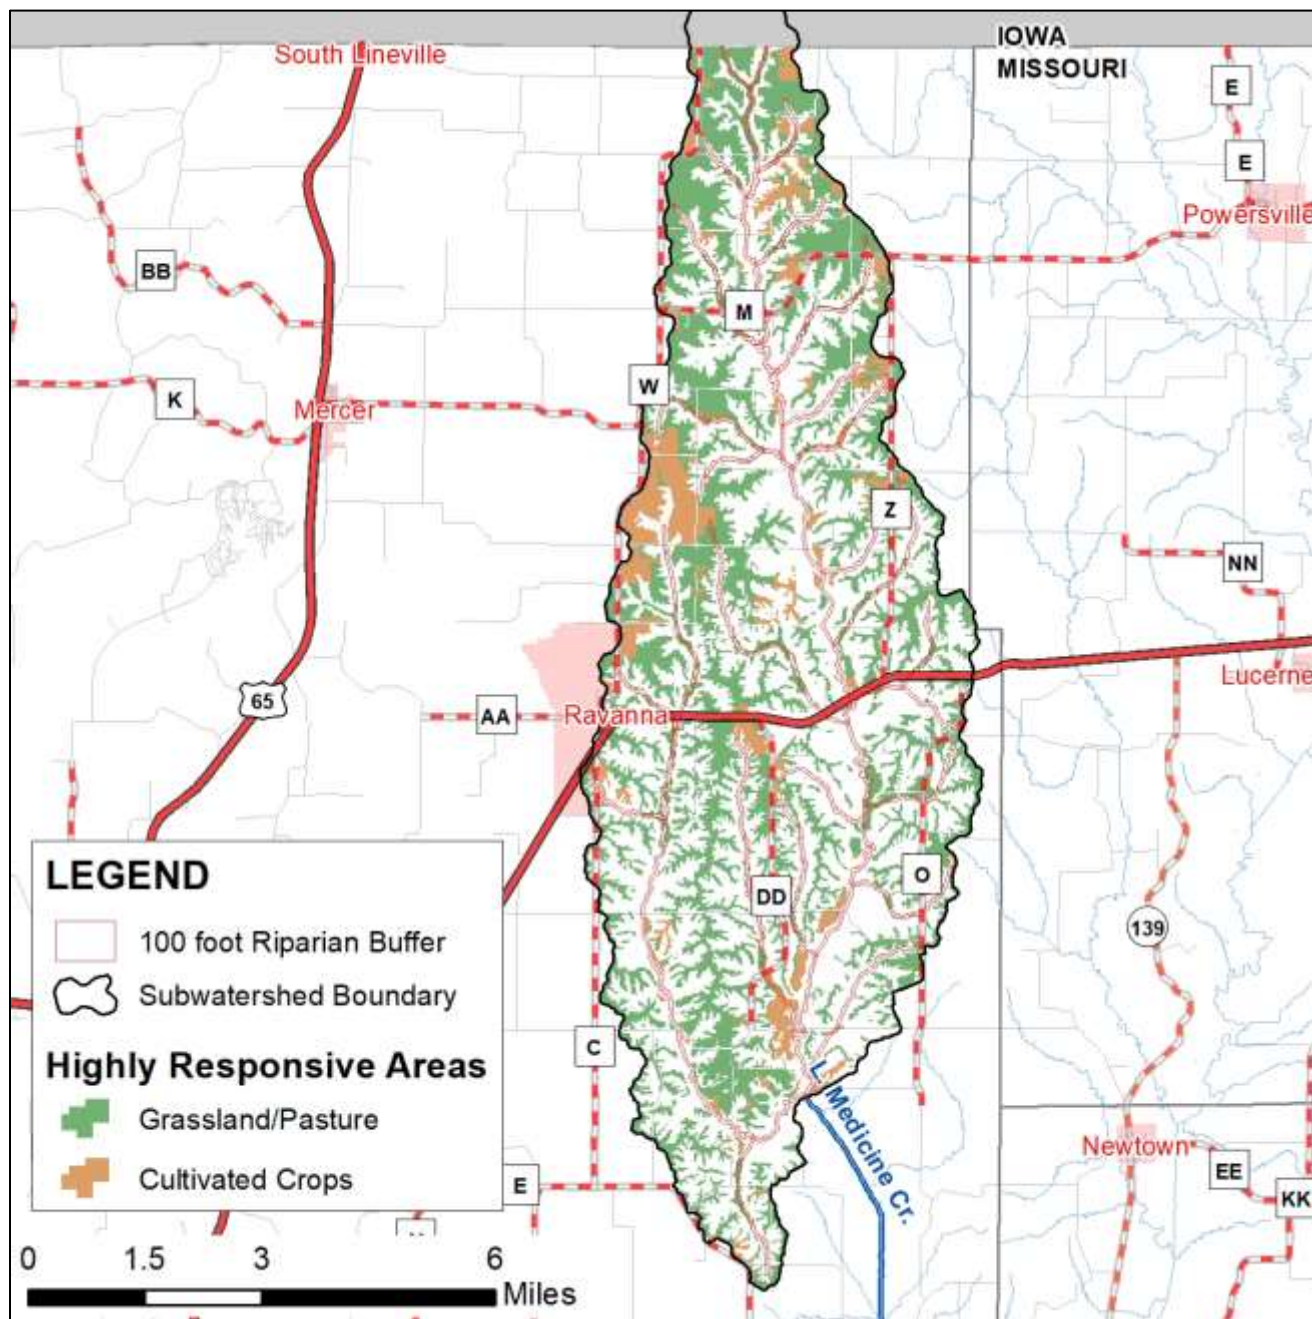 IOWA
MISSOURI
South Lineville
E
E
Powersville
BB
M
K
Mercer
W
Z
NN
65
AA
Ravanna
Lucerne
DD
O
139
C
L. Medicine Cr.
Newtown
E
EE
KK
LEGEND
100 foot Riparian Buffer
Subwatershed Boundary
Highly Responsive Areas
Grassland/Pasture
Cultivated Crops
0 1.5 3 6
Miles